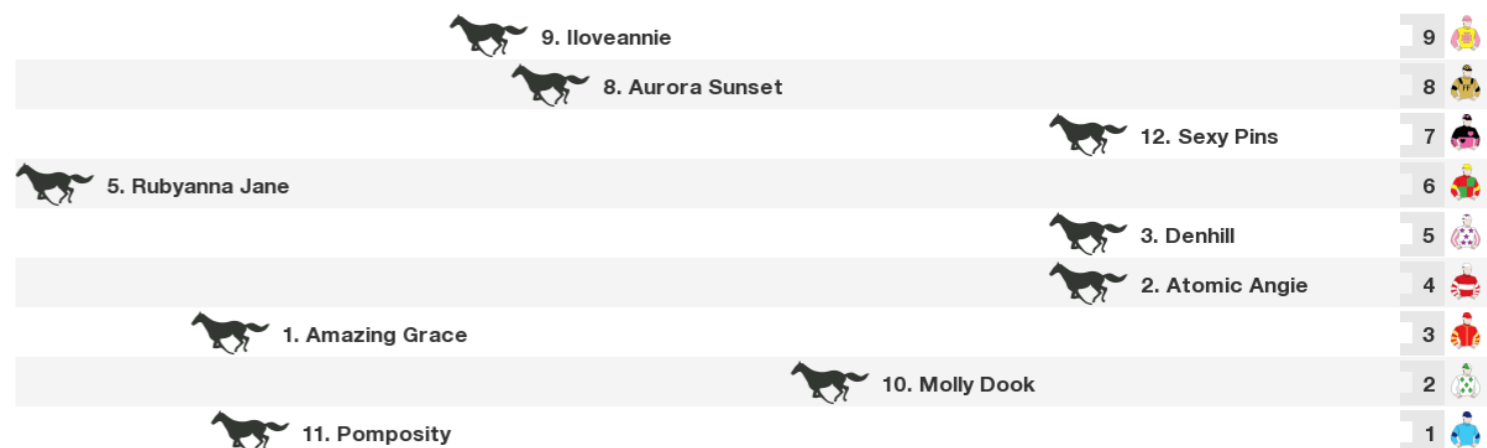 9. Iloveannie 9
8. Aurora Sunset 8
12. Sexy Pins 7
5. Rubyanna Jane 6
3. Denhill 5
2. Atomic Angie 4
1. Amazing Grace 3
10. Molly Dook 2
11. Pomposity 1